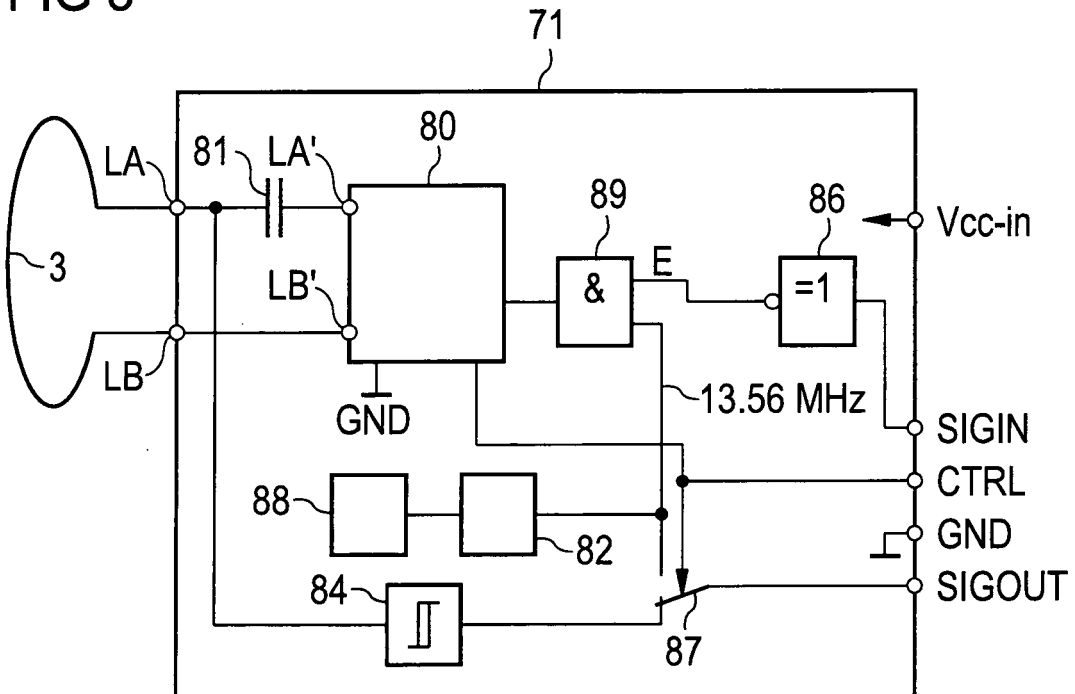 71
LA
81
LA'
80
89
86
Vcc-in
3
E
&
=1
LB'
LB
GND
13.56 MHz
SIGIN
CTRL
88
82
GND
84
SIGOUT
87